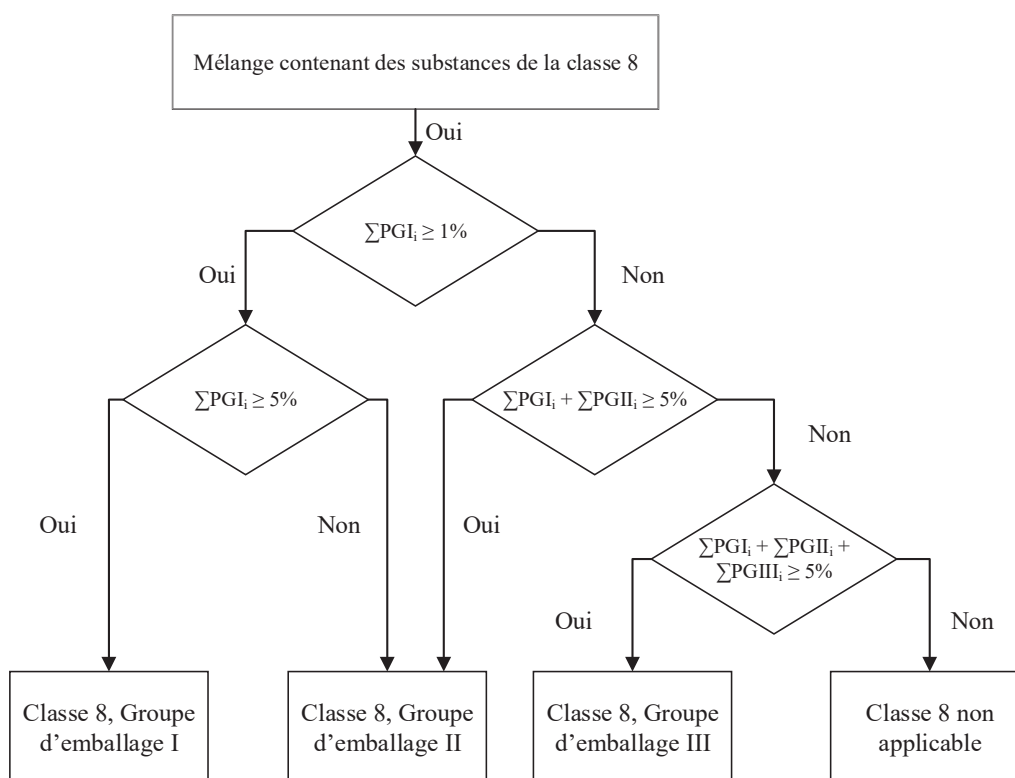 Mélange contenant des substances de la classe 8
Oui
∑PGIᵢ ≥ 1%
Oui
Non
∑PGIᵢ ≥ 5%
∑PGIᵢ + ∑PGIIᵢ ≥ 5%
Non
Oui
Non
Oui
∑PGIᵢ + ∑PGIIᵢ +
∑PGIIIᵢ ≥ 5%
Oui
Non
Classe 8, Groupe
d’emballage I
Classe 8, Groupe
d’emballage II
Classe 8, Groupe
d’emballage III
Classe 8 non
applicable